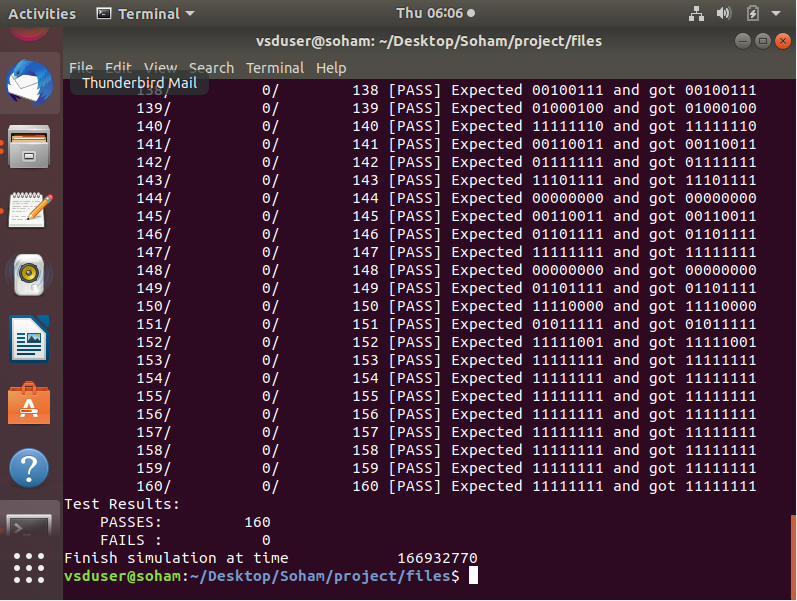 Activities Terminal Thu 06:06
vsduser@soham: ~/Desktop/Soham/project/files
File Edit View Search Terminal Help
Thunderbird Mail
138/ 0/ 138 [PASS] Expected 00100111 and got 00100111
139/ 0/ 139 [PASS] Expected 01000100 and got 01000100
140/ 0/ 140 [PASS] Expected 11111110 and got 11111110
141/ 0/ 141 [PASS] Expected 00110011 and got 00110011
142/ 0/ 142 [PASS] Expected 01111111 and got 01111111
143/ 0/ 143 [PASS] Expected 11101111 and got 11101111
144/ 0/ 144 [PASS] Expected 00000000 and got 00000000
145/ 0/ 145 [PASS] Expected 00110011 and got 00110011
146/ 0/ 146 [PASS] Expected 01101111 and got 01101111
147/ 0/ 147 [PASS] Expected 11111111 and got 11111111
148/ 0/ 148 [PASS] Expected 00000000 and got 00000000
149/ 0/ 149 [PASS] Expected 01101111 and got 01101111
150/ 0/ 150 [PASS] Expected 11110000 and got 11110000
151/ 0/ 151 [PASS] Expected 01011111 and got 01011111
152/ 0/ 152 [PASS] Expected 11111001 and got 11111001
153/ 0/ 153 [PASS] Expected 11111111 and got 11111111
154/ 0/ 154 [PASS] Expected 11111111 and got 11111111
155/ 0/ 155 [PASS] Expected 11111111 and got 11111111
156/ 0/ 156 [PASS] Expected 11111111 and got 11111111
157/ 0/ 157 [PASS] Expected 11111111 and got 11111111
158/ 0/ 158 [PASS] Expected 11111111 and got 11111111
159/ 0/ 159 [PASS] Expected 11111111 and got 11111111
160/ 0/ 160 [PASS] Expected 11111111 and got 11111111
Test Results:
PASSES: 160
FAILS : 0
Finish simulation at time 166932770
vsduser@soham:~/Desktop/Soham/project/files$